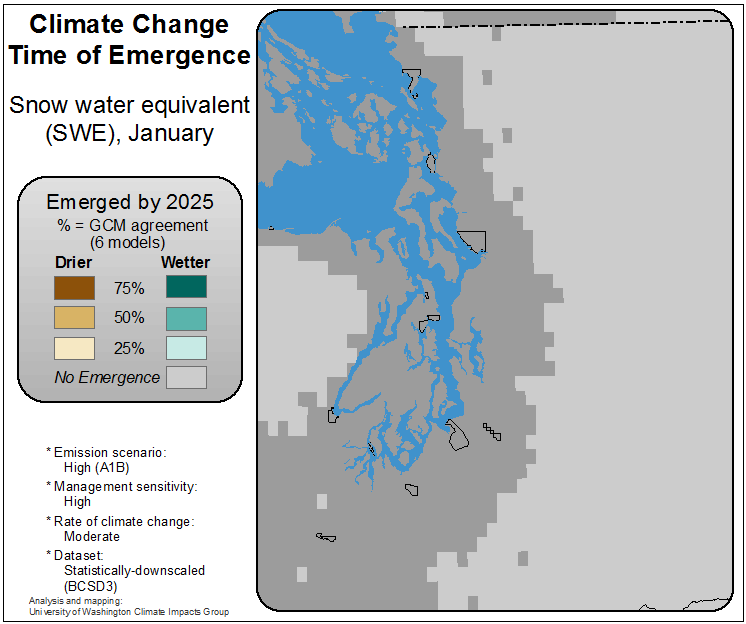 Climate Change
Time of Emergence
Snow water equivalent
(SWE), January
Emerged by 2025
% = GCM agreement
(6 models)
Drier Wetter
75%
50%
25%
No Emergence
* Emission scenario:
High (A1B)
* Management sensitivity:
High
* Rate of climate change:
Moderate
* Dataset:
Statistically-downscaled
(BCSD3)
Analysis and mapping:
University of Washington Climate Impacts Group